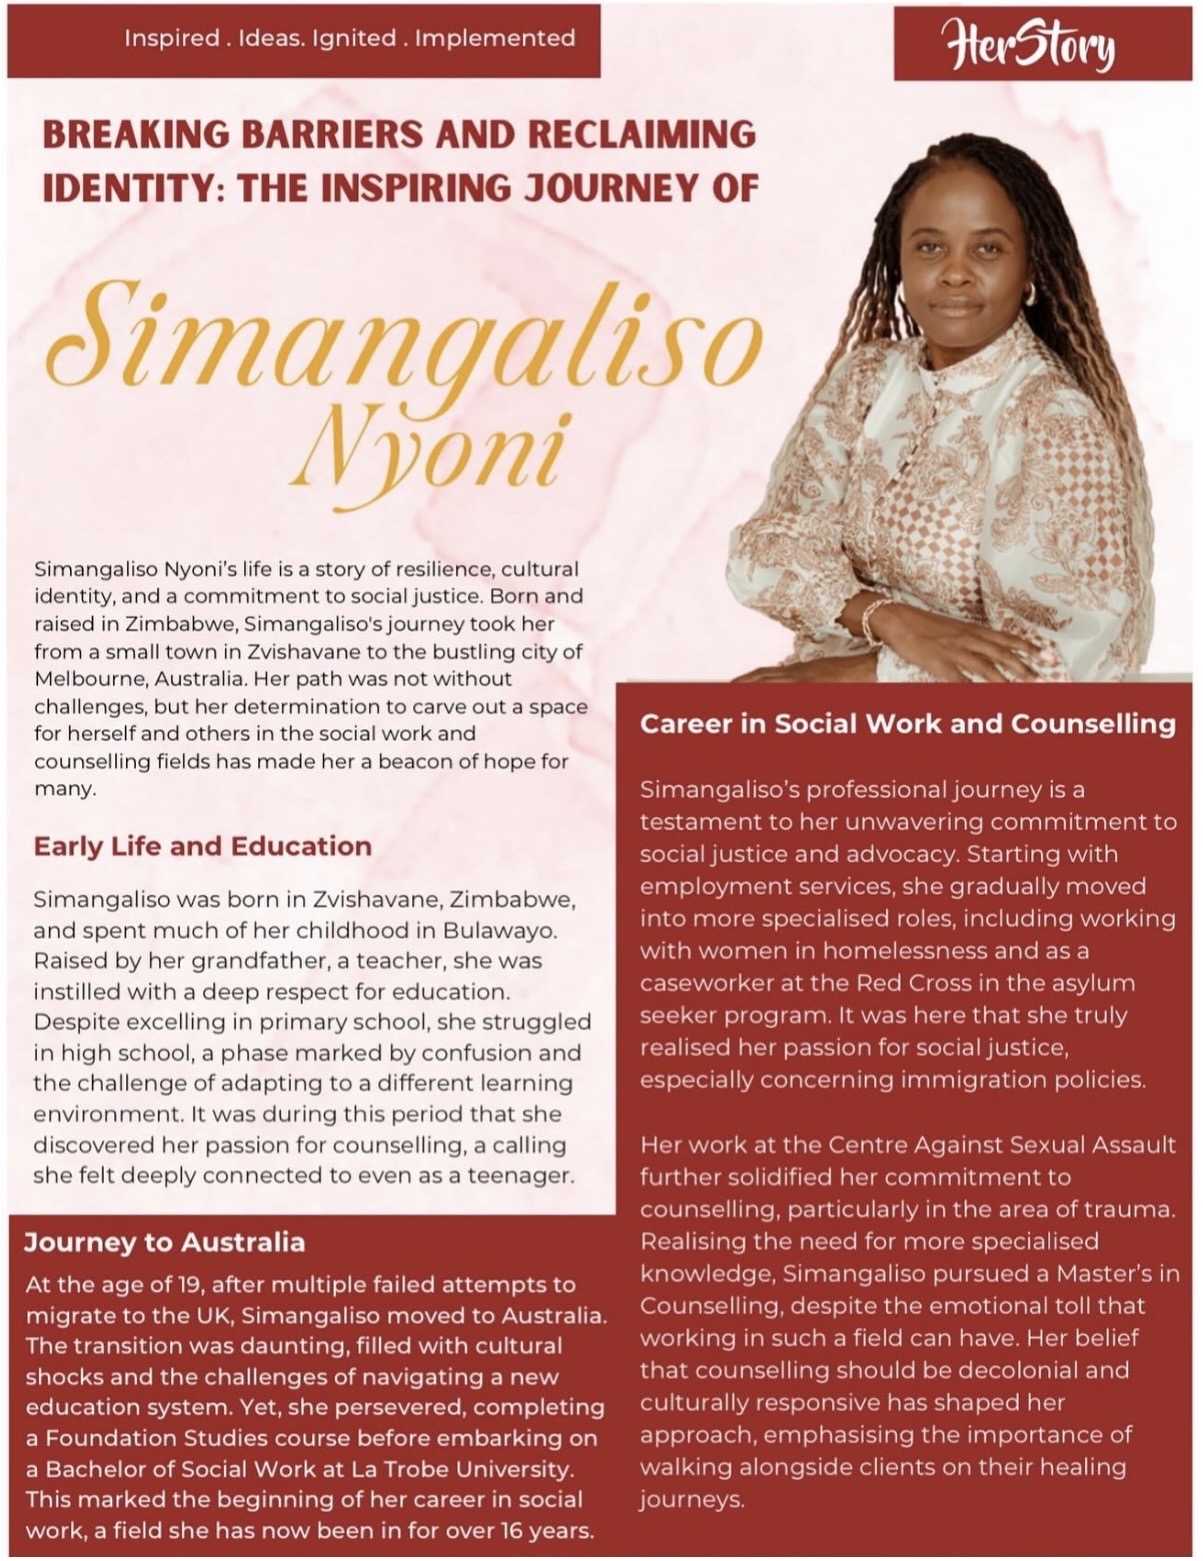 Inspired . Ideas. Ignited . Implemented
HerStory
BREAKING BARRIERS AND RECLAIMING
IDENTITY: THE INSPIRING JOURNEY OF
Simangaliso
Nyoni
Simangaliso Nyoni’s life is a story of resilience, cultural
identity, and a commitment to social justice. Born and
raised in Zimbabwe, Simangaliso's journey took her
from a small town in Zvishavane to the bustling city of
Melbourne, Australia. Her path was not without
challenges, but her determination to carve out a space
for herself and others in the social work and
counselling fields has made her a beacon of hope for
many.
Early Life and Education
Simangaliso was born in Zvishavane, Zimbabwe,
and spent much of her childhood in Bulawayo.
Raised by her grandfather, a teacher, she was
instilled with a deep respect for education.
Despite excelling in primary school, she struggled
in high school, a phase marked by confusion and
the challenge of adapting to a different learning
environment. It was during this period that she
discovered her passion for counselling, a calling
she felt deeply connected to even as a teenager.
Journey to Australia
At the age of 19, after multiple failed attempts to
migrate to the UK, Simangaliso moved to Australia.
The transition was daunting, filled with cultural
shocks and the challenges of navigating a new
education system. Yet, she persevered, completing
a Foundation Studies course before embarking on
a Bachelor of Social Work at La Trobe University.
This marked the beginning of her career in social
work, a field she has now been in for over 16 years.
Career in Social Work and Counselling
Simangaliso’s professional journey is a
testament to her unwavering commitment to
social justice and advocacy. Starting with
employment services, she gradually moved
into more specialised roles, including working
with women in homelessness and as a
caseworker at the Red Cross in the asylum
seeker program. It was here that she truly
realised her passion for social justice,
especially concerning immigration policies.
Her work at the Centre Against Sexual Assault
further solidified her commitment to
counselling, particularly in the area of trauma.
Realising the need for more specialised
knowledge, Simangaliso pursued a Master’s in
Counselling, despite the emotional toll that
working in such a field can have. Her belief
that counselling should be decolonial and
culturally responsive has shaped her
approach, emphasising the importance of
walking alongside clients on their healing
journeys.